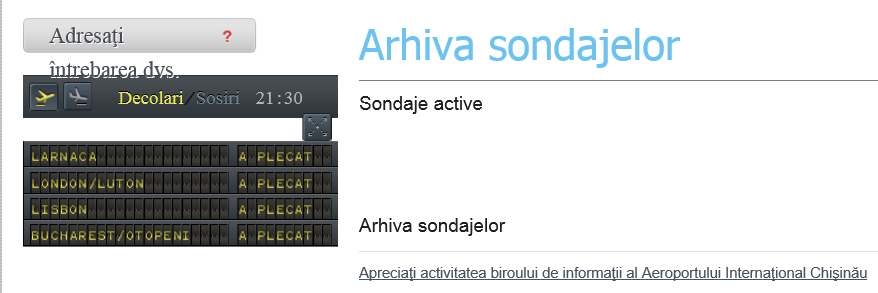 Adresaţi ?
întrebarea dvs.
Decolari/Sosiri 21:30
LARNACA A PLECAT
LONDON/LUTON A PLECAT
LISBON A PLECAT
BUCHAREST/OTOPENI A PLECAT
Arhiva sondajelor
Sondaje active
Arhiva sondajelor
Apreciaţi activitatea biroului de informaţii al Aeroportului Internaţional Chişinău